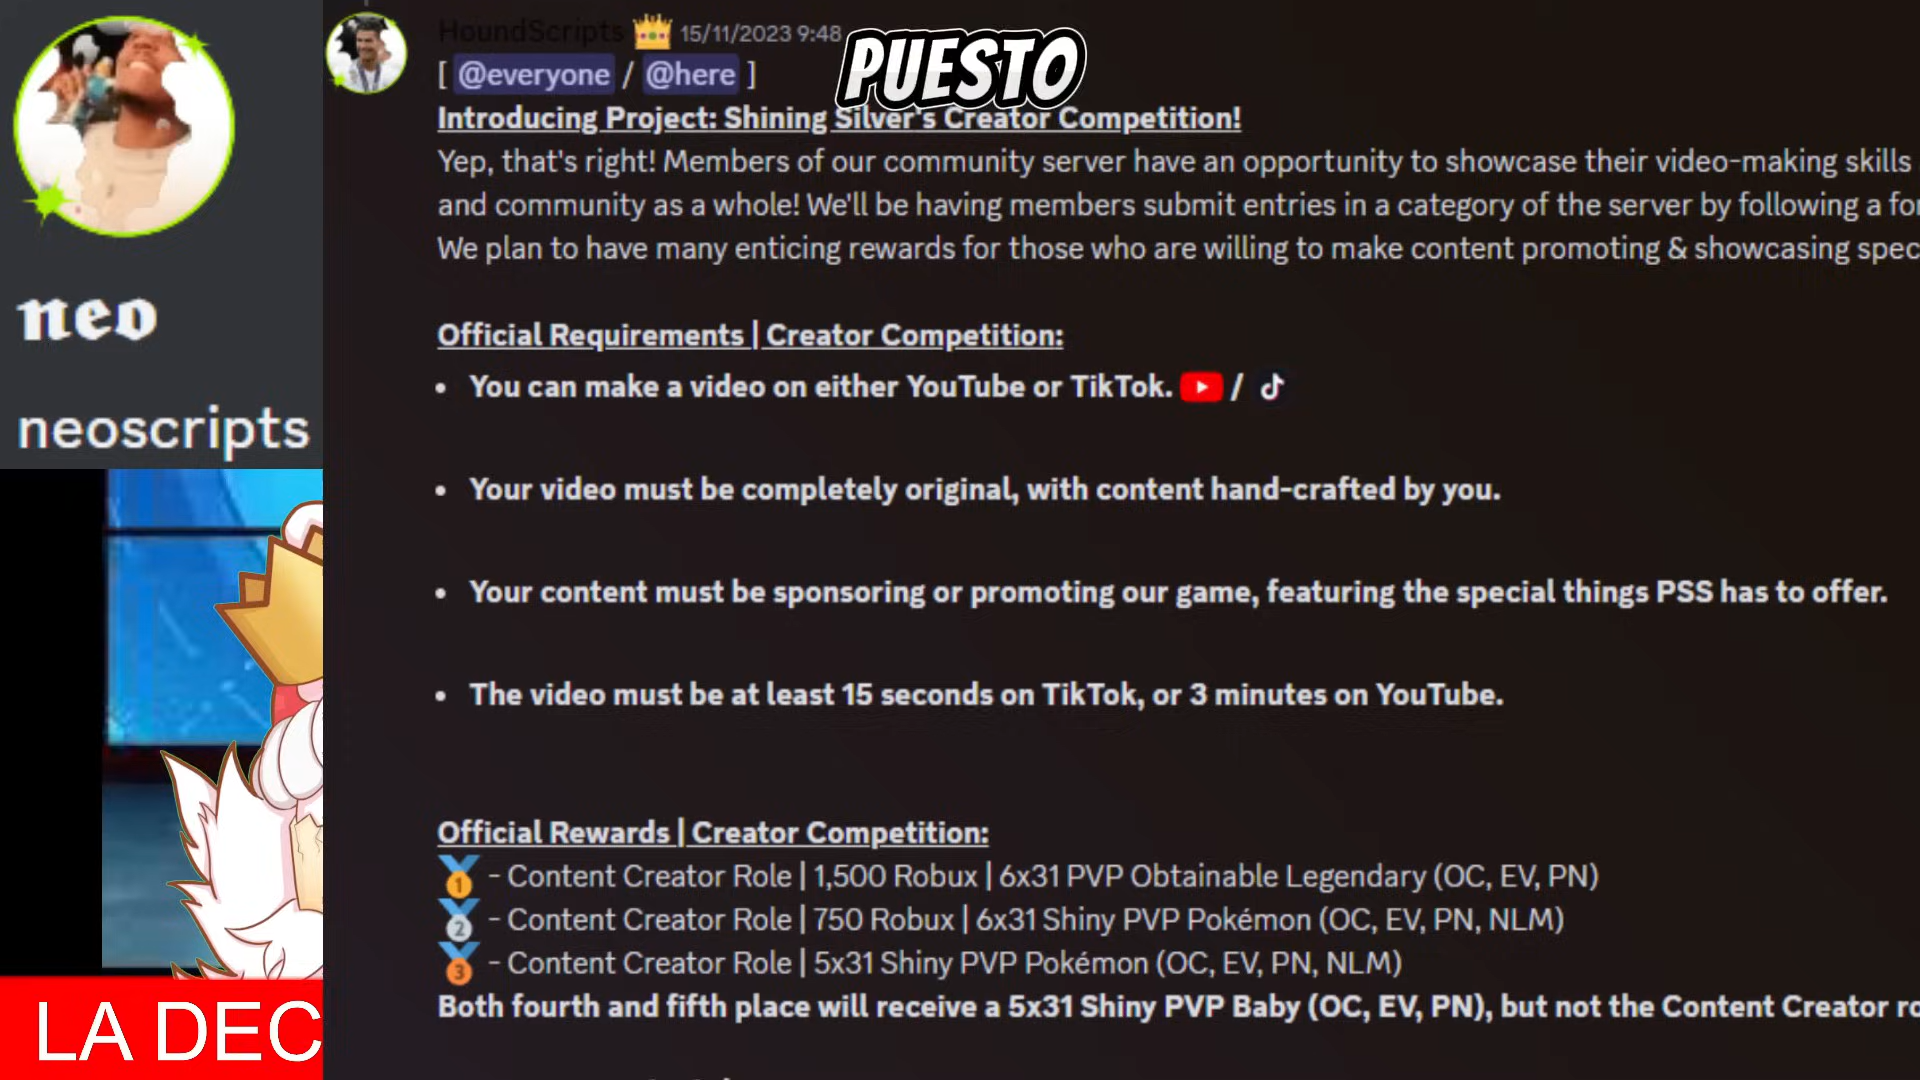 neo
neoscripts
LA DEC
HoundScripts 15/11/2023 9:48
PUESTO
[ @everyone / @here ]
Introducing Project: Shining Silver's Creator Competition!
Yep, that's right! Members of our community server have an opportunity to showcase their video-making skills
and community as a whole! We'll be having members submit entries in a category of the server by following a for
We plan to have many enticing rewards for those who are willing to make content promoting & showcasing spec
Official Requirements | Creator Competition:
• You can make a video on either YouTube or TikTok. /
• Your video must be completely original, with content hand-crafted by you.
• Your content must be sponsoring or promoting our game, featuring the special things PSS has to offer.
• The video must be at least 15 seconds on TikTok, or 3 minutes on YouTube.
Official Rewards | Creator Competition:
1 - Content Creator Role | 1,500 Robux | 6x31 PVP Obtainable Legendary (OC, EV, PN)
2 - Content Creator Role | 750 Robux | 6x31 Shiny PVP Pokémon (OC, EV, PN, NLM)
3 - Content Creator Role | 5x31 Shiny PVP Pokémon (OC, EV, PN, NLM)
Both fourth and fifth place will receive a 5x31 Shiny PVP Baby (OC, EV, PN), but not the Content Creator ro